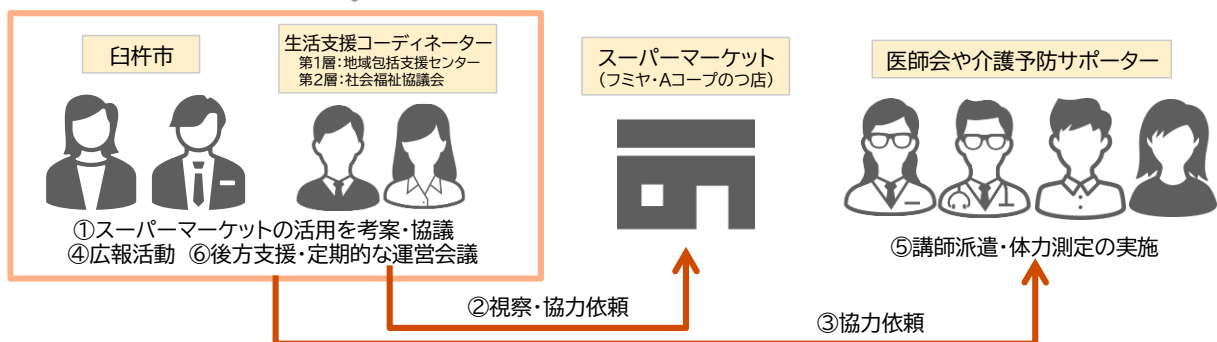 臼杵市
生活支援コーディネーター
第1層：地域包括支援センター
第2層：社会福祉協議会
スーパーマーケット
（フミヤ・Aコープのつ店）
医師会や介護予防サポーター
①スーパーマーケットの活用を考案・協議
④広報活動 ⑥後方支援・定期的な運営会議
⑤講師派遣・体力測定の実施
②視察・協力依頼
③協力依頼